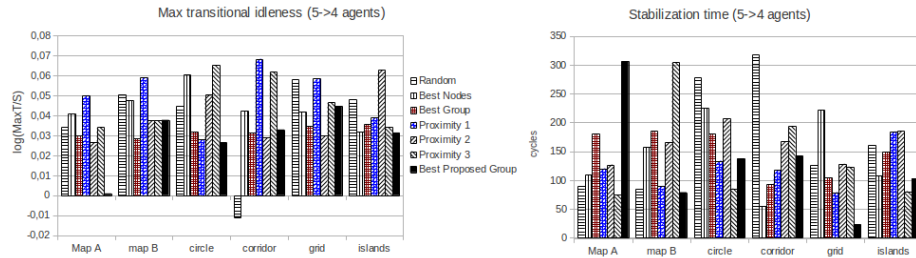 Max transitional idleness (5->4 agents)
0,08
0,07
0,06
0,05
0,04
0,03
0,02
0,01
0
-0,01
-0,02
log(MaxT/S)
Map A map B circle corridor grid islands
Random
Best Nodes
Best Group
Proximity 1
Proximity 2
Proximity 3
Best Proposed Group
Stabilization time (5->4 agents)
350
300
250
200
150
100
50
0
cycles
Map A map B circle corridor grid islands